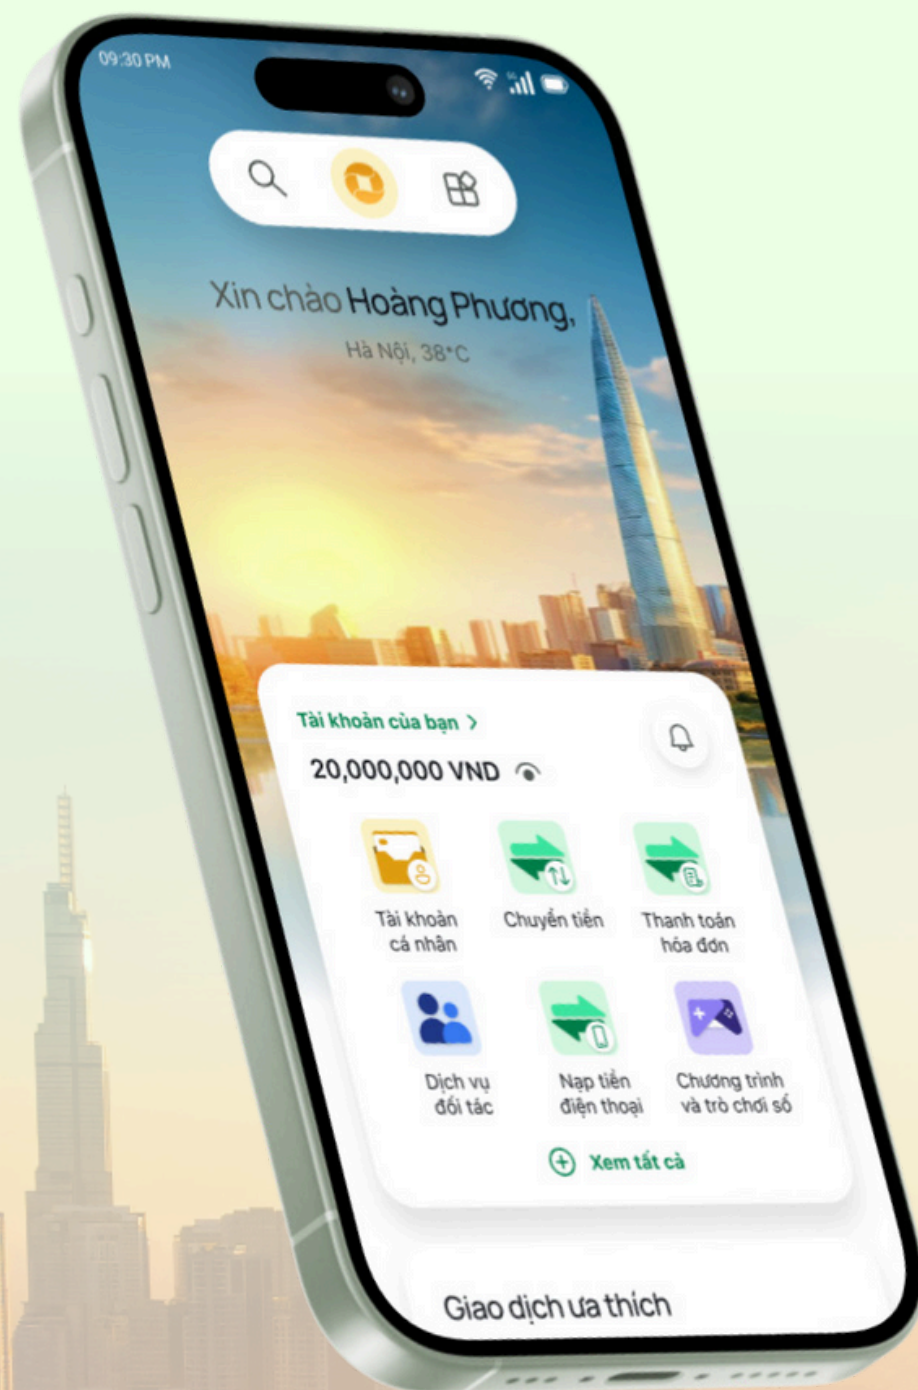 09:30 PM
5G
Xin chào Hoàng Phương,
Hà Nội, 38°C
Tài khoản của bạn >
20,000,000 VND
Tài khoản
cá nhân
Chuyển tiền
Thanh toán
hóa đơn
Dịch vụ
đối tác
Nạp tiền
điện thoại
Chương trình
và trò chơi số
Xem tất cả
Giao dịch ưa thích